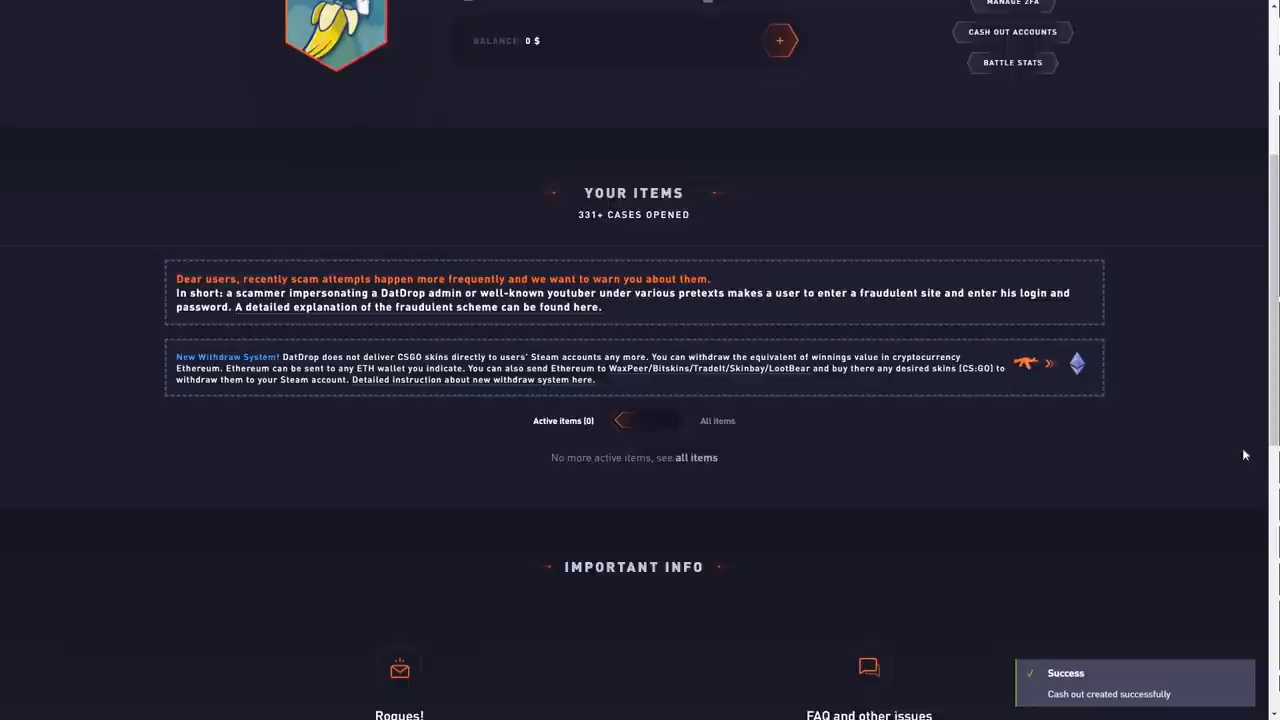 MANAGE 2FA
BALANCE: 0 $
+
CASH OUT ACCOUNTS
BATTLE STATS
YOUR ITEMS
331+ CASES OPENED
Dear users, recently scam attempts happen more frequently and we want to warn you about them.
In short: a scammer impersonating a DatDrop admin or well-known youtuber under various pretexts makes a user to enter a fraudulent site and enter his login and
password. A detailed explanation of the fraudulent scheme can be found here.
New Withdraw System! DatDrop does not deliver CSGO skins directly to users' Steam accounts any more. You can withdraw the equivalent of winnings value in cryptocurrency
Ethereum. Ethereum can be sent to any ETH wallet you indicate. You can also send Ethereum to WaxPeer/Bitskins/TradeIt/Skinbay/LootBear and buy there any desired skins (CS:GO) to
withdraw them to your Steam account. Detailed instruction about new withdraw system here.
Active items (0)
All items
No more active items, see all items
IMPORTANT INFO
Rogues!
FAQ and other issues
Success
Cash out created successfully